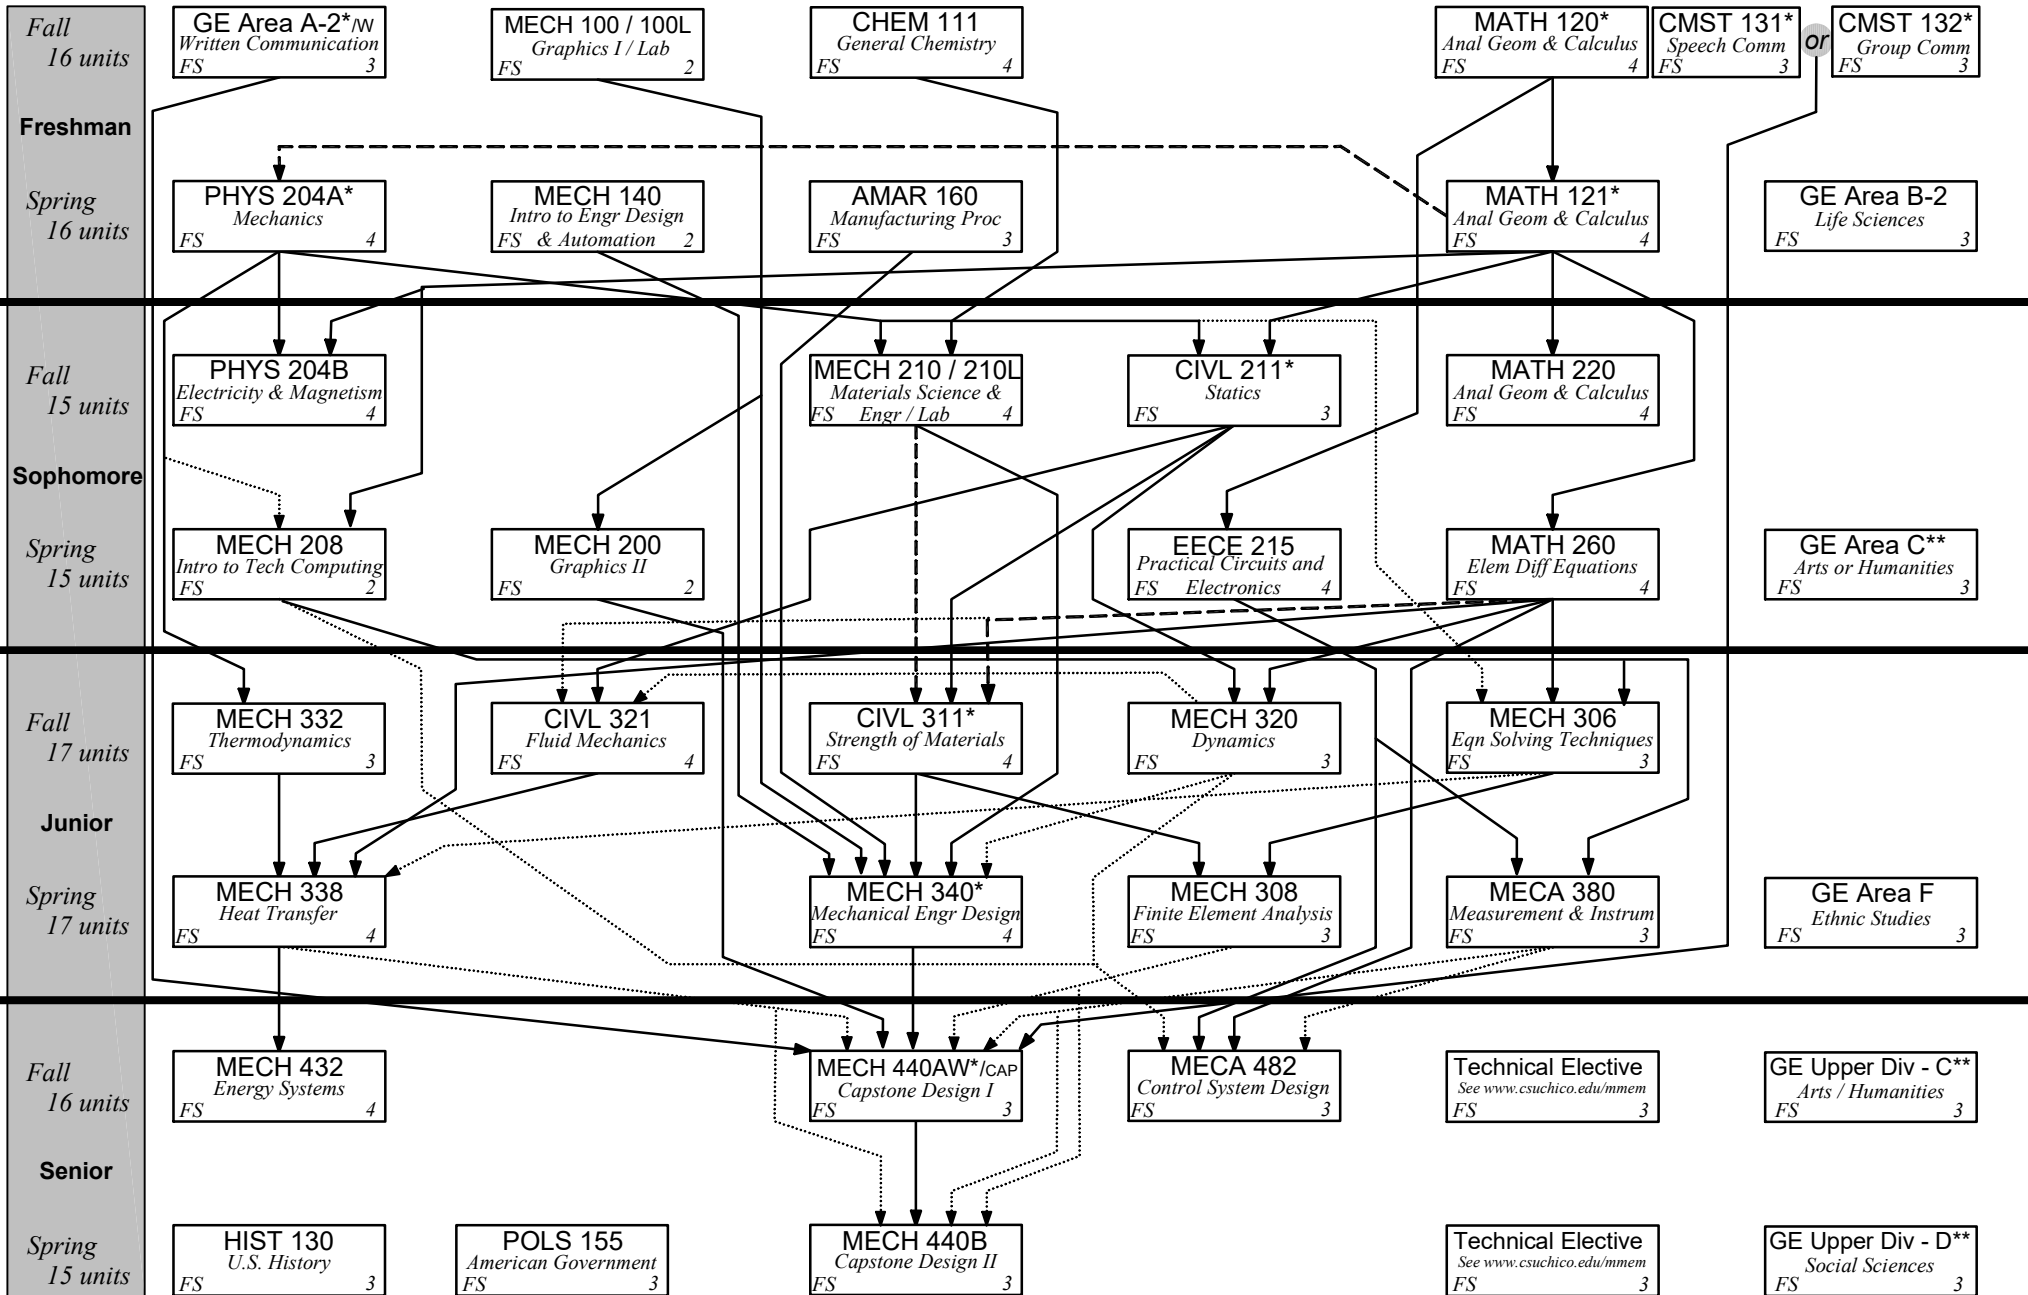 Fall
16 units
GE Area A-2*/W
Written Communication
FS 3
MECH 100 / 100L
Graphics I / Lab
FS 2
CHEM 111
General Chemistry
FS 4
MATH 120*
Anal Geom & Calculus
FS 4
CMST 131*
Speech Comm
FS 3
or
CMST 132*
Group Comm
FS 3
Freshman
Spring
16 units
PHYS 204A*
Mechanics
FS 4
MECH 140
Intro to Engr Design
FS & Automation 2
AMAR 160
Manufacturing Proc
FS 3
MATH 121*
Anal Geom & Calculus
FS 4
GE Area B-2
Life Sciences
FS 3
Fall
15 units
PHYS 204B
Electricity & Magnetism
FS 4
MECH 210 / 210L
Materials Science &
FS Engr / Lab 4
CIVL 211*
Statics
FS 3
MATH 220
Anal Geom & Calculus
FS 4
Sophomore
Spring
15 units
MECH 208
Intro to Tech Computing
FS 2
MECH 200
Graphics II
FS 2
EECE 215
Practical Circuits and
FS Electronics 4
MATH 260
Elem Diff Equations
FS 4
GE Area C**
Arts or Humanities
FS 3
Fall
17 units
MECH 332
Thermodynamics
FS 3
CIVL 321
Fluid Mechanics
FS 4
CIVL 311*
Strength of Materials
FS 4
MECH 320
Dynamics
FS 3
MECH 306
Eqn Solving Techniques
FS 3
Junior
Spring
17 units
MECH 338
Heat Transfer
FS 4
MECH 340*
Mechanical Engr Design
FS 4
MECH 308
Finite Element Analysis
FS 3
MECA 380
Measurement & Instrum
FS 3
GE Area F
Ethnic Studies
FS 3
Fall
16 units
MECH 432
Energy Systems
FS 4
MECH 440AW*/CAP
Capstone Design I
FS 3
MECA 482
Control System Design
FS 3
Technical Elective
See www.csuchico.edu/mmem
FS 3
GE Upper Div - C**
Arts / Humanities
FS 3
Senior
Spring
15 units
HIST 130
U.S. History
FS 3
POLS 155
American Government
FS 3
MECH 440B
Capstone Design II
FS 3
Technical Elective
See www.csuchico.edu/mmem
FS 3
GE Upper Div - D**
Social Sciences
FS 3